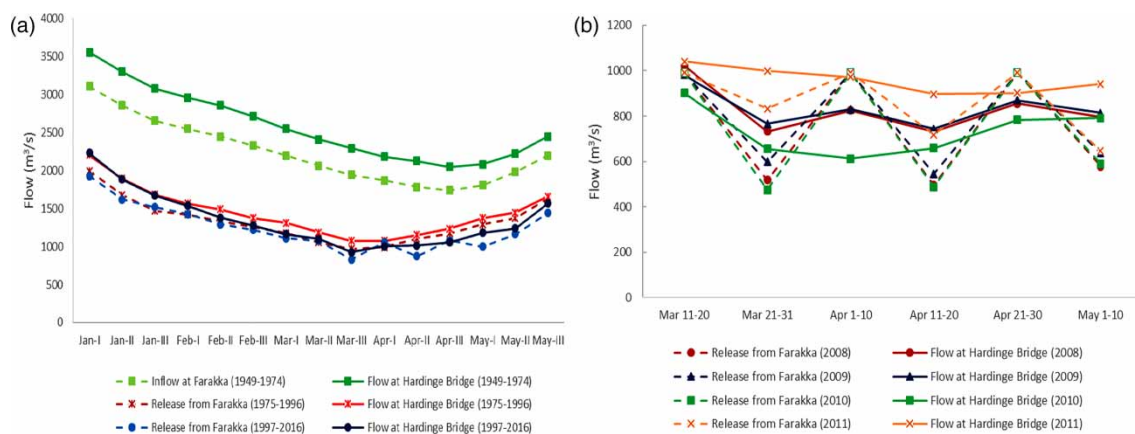 (a)
4000
3500
3000
2500
2000
1500
1000
500
0
Flow (m³/s)
Jan-I Jan-II Jan-III Feb-I Feb-II Feb-III Mar-I Mar-II Mar-III Apr-I Apr-II Apr-III May-I May-II May-III
Inflow at Farakka (1949-1974) Flow at Hardinge Bridge (1949-1974)
Release from Farakka (1975-1996) Flow at Hardinge Bridge (1975-1996)
Release from Farakka (1997-2016) Flow at Hardinge Bridge (1997-2016)
(b)
1200
1000
800
600
400
200
0
Flow (m³/s)
Mar 11-20 Mar 21-31 Apr 1-10 Apr 11-20 Apr 21-30 May 1-10
Release from Farakka (2008) Flow at Hardinge Bridge (2008)
Release from Farakka (2009) Flow at Hardinge Bridge (2009)
Release from Farakka (2010) Flow at Hardinge Bridge (2010)
Release from Farakka (2011) Flow at Hardinge Bridge (2011)